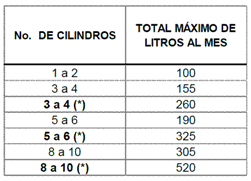 No. DE CILINDROS TOTAL MÁXIMO DE
LITROS AL MES
1 a 2 100
3 a 4 155
3 a 4 (*) 260
5 a 6 190
5 a 6 (*) 325
8 a 10 305
8 a 10 (*) 520